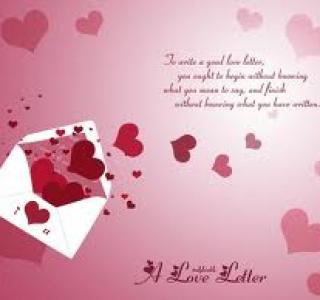 To write a good love letter,
you ought to begin without knowing
what you mean to say, and finish
without knowing what you have written.
A Love Letter